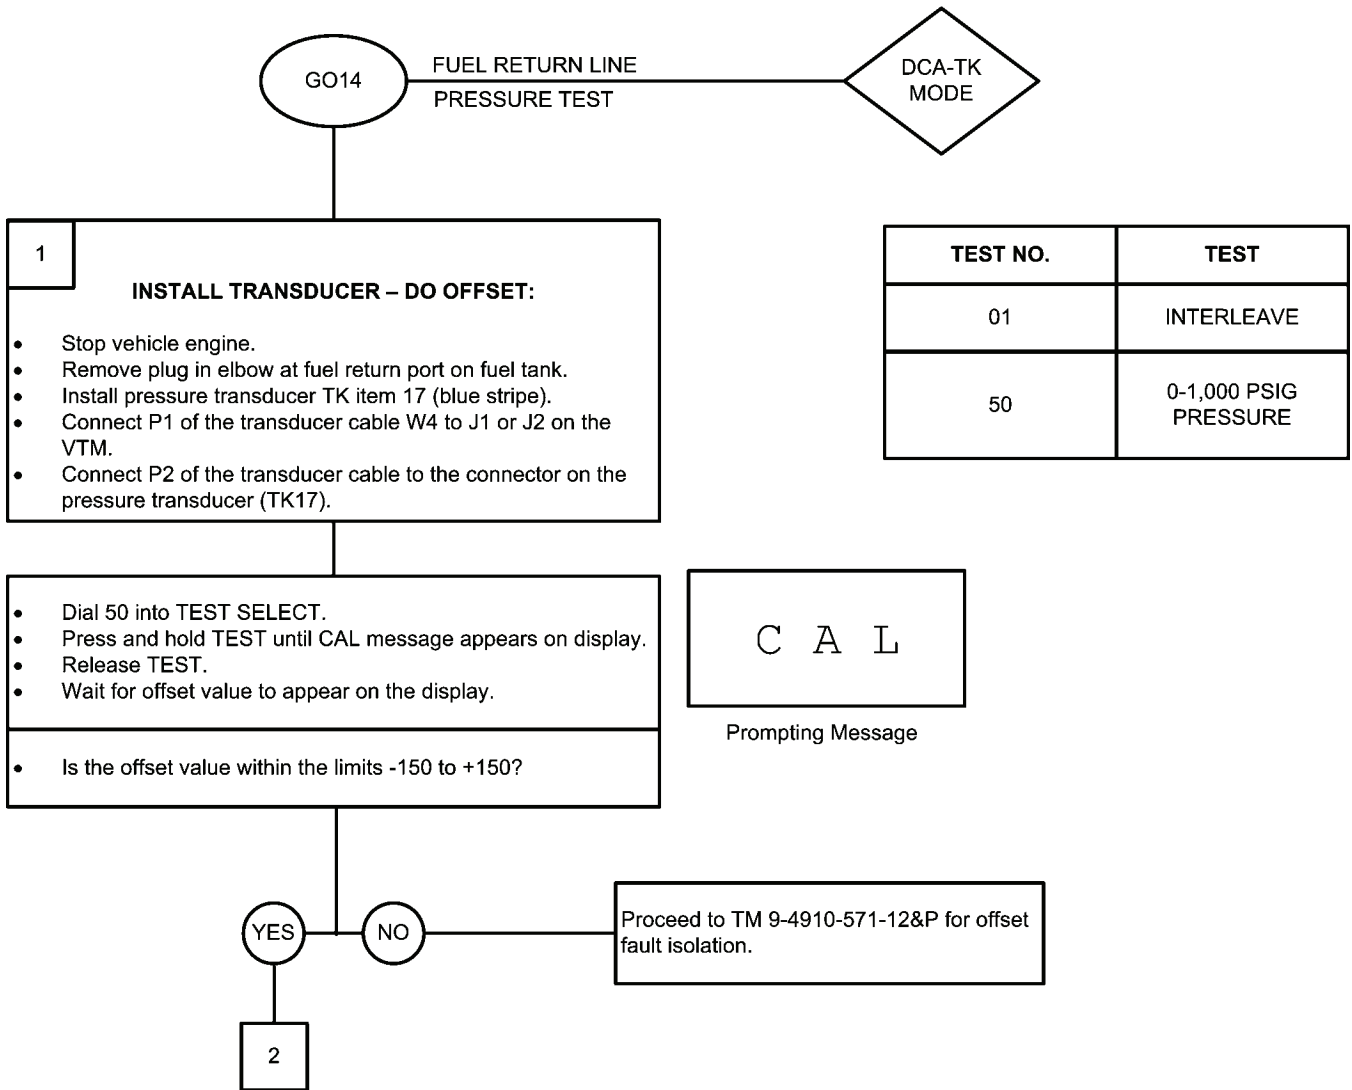 GO14
FUEL RETURN LINE
PRESSURE TEST
DCA-TK
MODE
1
INSTALL TRANSDUCER – DO OFFSET:
• Stop vehicle engine.
• Remove plug in elbow at fuel return port on fuel tank.
• Install pressure transducer TK item 17 (blue stripe).
• Connect P1 of the transducer cable W4 to J1 or J2 on the
VTM.
• Connect P2 of the transducer cable to the connector on the
pressure transducer (TK17).
TEST NO. TEST
01 INTERLEAVE
50 0-1,000 PSIG
PRESSURE
• Dial 50 into TEST SELECT.
• Press and hold TEST until CAL message appears on display.
• Release TEST.
• Wait for offset value to appear on the display.
C A L
Prompting Message
• Is the offset value within the limits -150 to +150?
YES
NO
Proceed to TM 9-4910-571-12&P for offset
fault isolation.
2